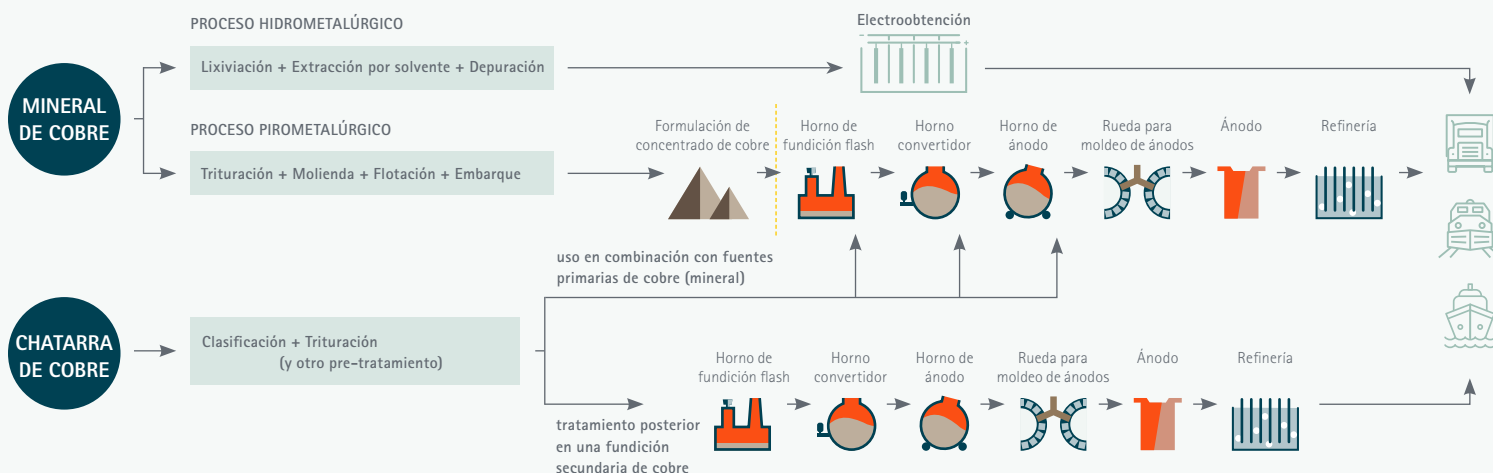 PROCESO HIDROMETALÚRGICO
Electroobtención
- +
Lixiviación + Extracción por solvente + Depuración
MINERAL
DE COBRE
PROCESO PIROMETALÚRGICO
Formulación de
concentrado de cobre
Horno de
fundición flash
Horno
convertidor
Horno de
ánodo
Rueda para
moldeo de ánodos
Ánodo
Refinería
Trituración + Molienda + Flotación + Embarque
uso en combinación con fuentes
primarias de cobre (mineral)
CHATARRA
DE COBRE
Clasificación + Trituración
(y otro pre-tratamiento)
Horno de
fundición flash
Horno
convertidor
Horno de
ánodo
Rueda para
moldeo de ánodos
Ánodo
Refinería
tratamiento posterior
en una fundición
secundaria de cobre